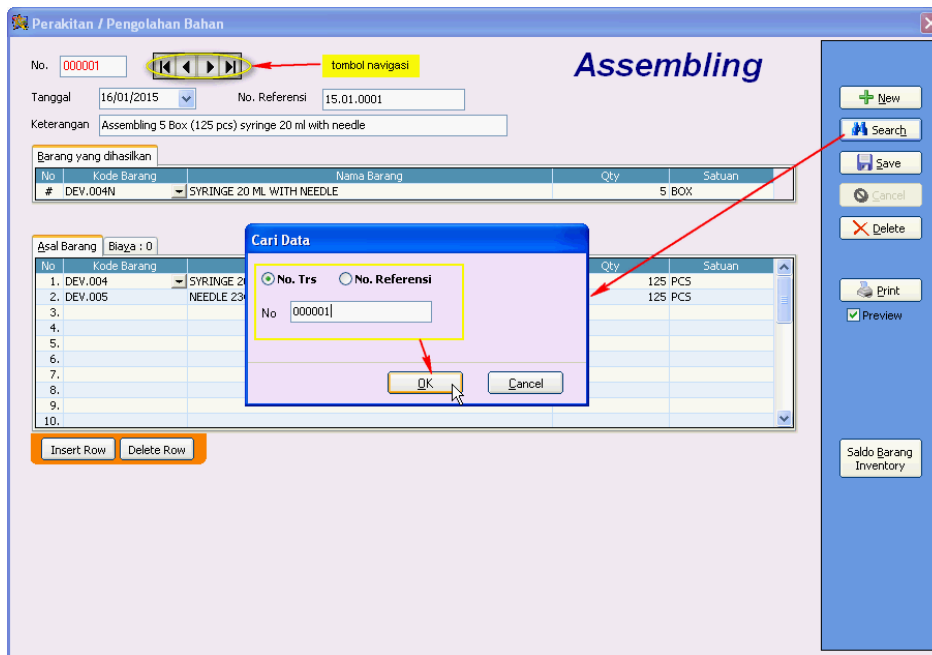 Perakitan / Pengolahan Bahan
No. 000001 tombol navigasi Assembling
Tanggal 16/01/2015 No. Referensi 15.01.0001
Keterangan Assembling 5 Box (125 pcs) syringe 20 ml with needle
Barang yang dihasilkan
No Kode Barang Nama Barang Qty Satuan
# DEV.004N SYRINGE 20 ML WITH NEEDLE 5 BOX
Asal Barang Biaya : 0
No Kode Barang Qty Satuan
1. DEV.004 SYRINGE 125 PCS
2. DEV.005 NEEDLE 125 PCS
3.
4.
5.
6.
7.
8.
9.
10.
Insert Row Delete Row
Cari Data
No. Trs No. Referensi
No 000001
OK Cancel
New
Search
Save
Cancel
Delete
Print
Preview
Saldo Barang
Inventory